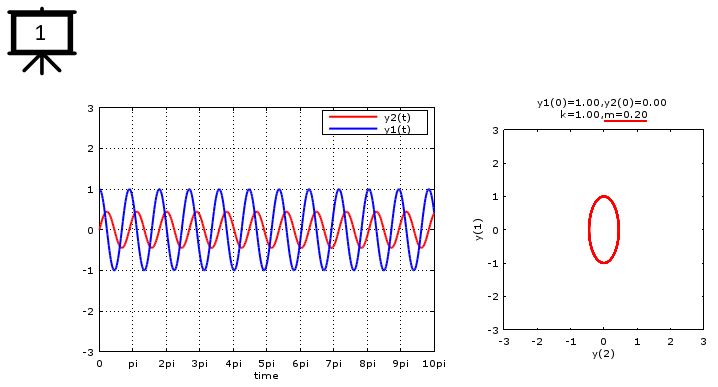 1
3
2
1
0
-1
-2
-3
y2(t)
y1(t)
0 pi 2pi 3pi 4pi 5pi 6pi 7pi 8pi 9pi 10pi
time
y1(0)=1.00,y2(0)=0.00
k=1.00,m=0.20
3
2
1
0
-1
-2
-3
y(1)
-3 -2 -1 0 1 2 3
y(2)